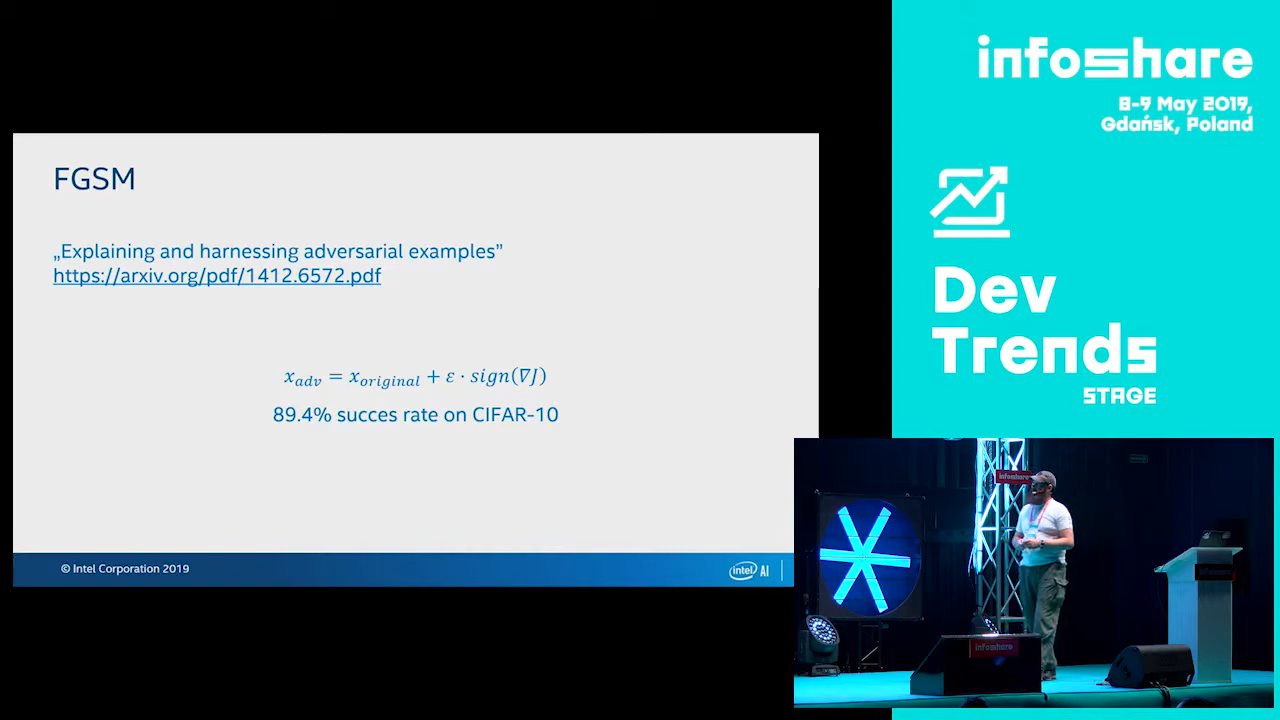 FGSM
„Explaining and harnessing adversarial examples”
https://arxiv.org/pdf/1412.6572.pdf
x_adv = x_original + ε · sign(∇J)
89.4% succes rate on CIFAR-10
© Intel Corporation 2019
intel AI
infoshare
8-9 May 2019,
Gdańsk, Poland
Dev
Trends
STAGE
infoshare
infoshare
infoshare